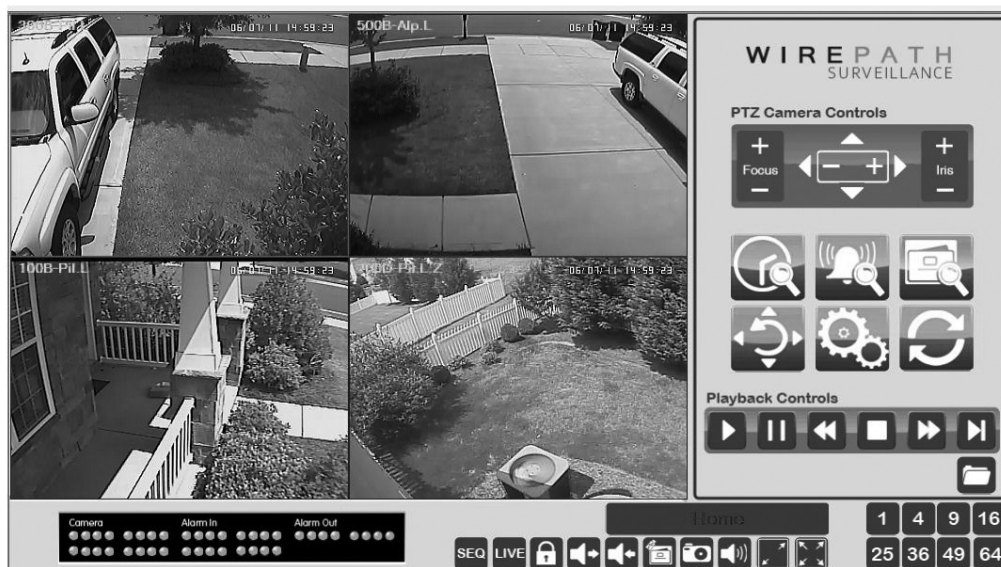 300B-Pil.L 06/07/11 14:59:23
500B-Alp.L 06/07/11 14:59:23
WIREPATH
SURVEILLANCE
PTZ Camera Controls
+ Focus −
− +
+ Iris −
100B-Pil.L 06/07/11 14:59:23
06/07/11 14:59:23
Playback Controls
Camera Alarm In Alarm Out
Home
SEQ LIVE
1 4 9 16
25 36 49 64